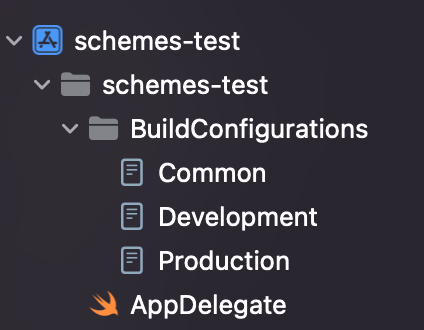 schemes-test
schemes-test
BuildConfigurations
Common
Development
Production
AppDelegate